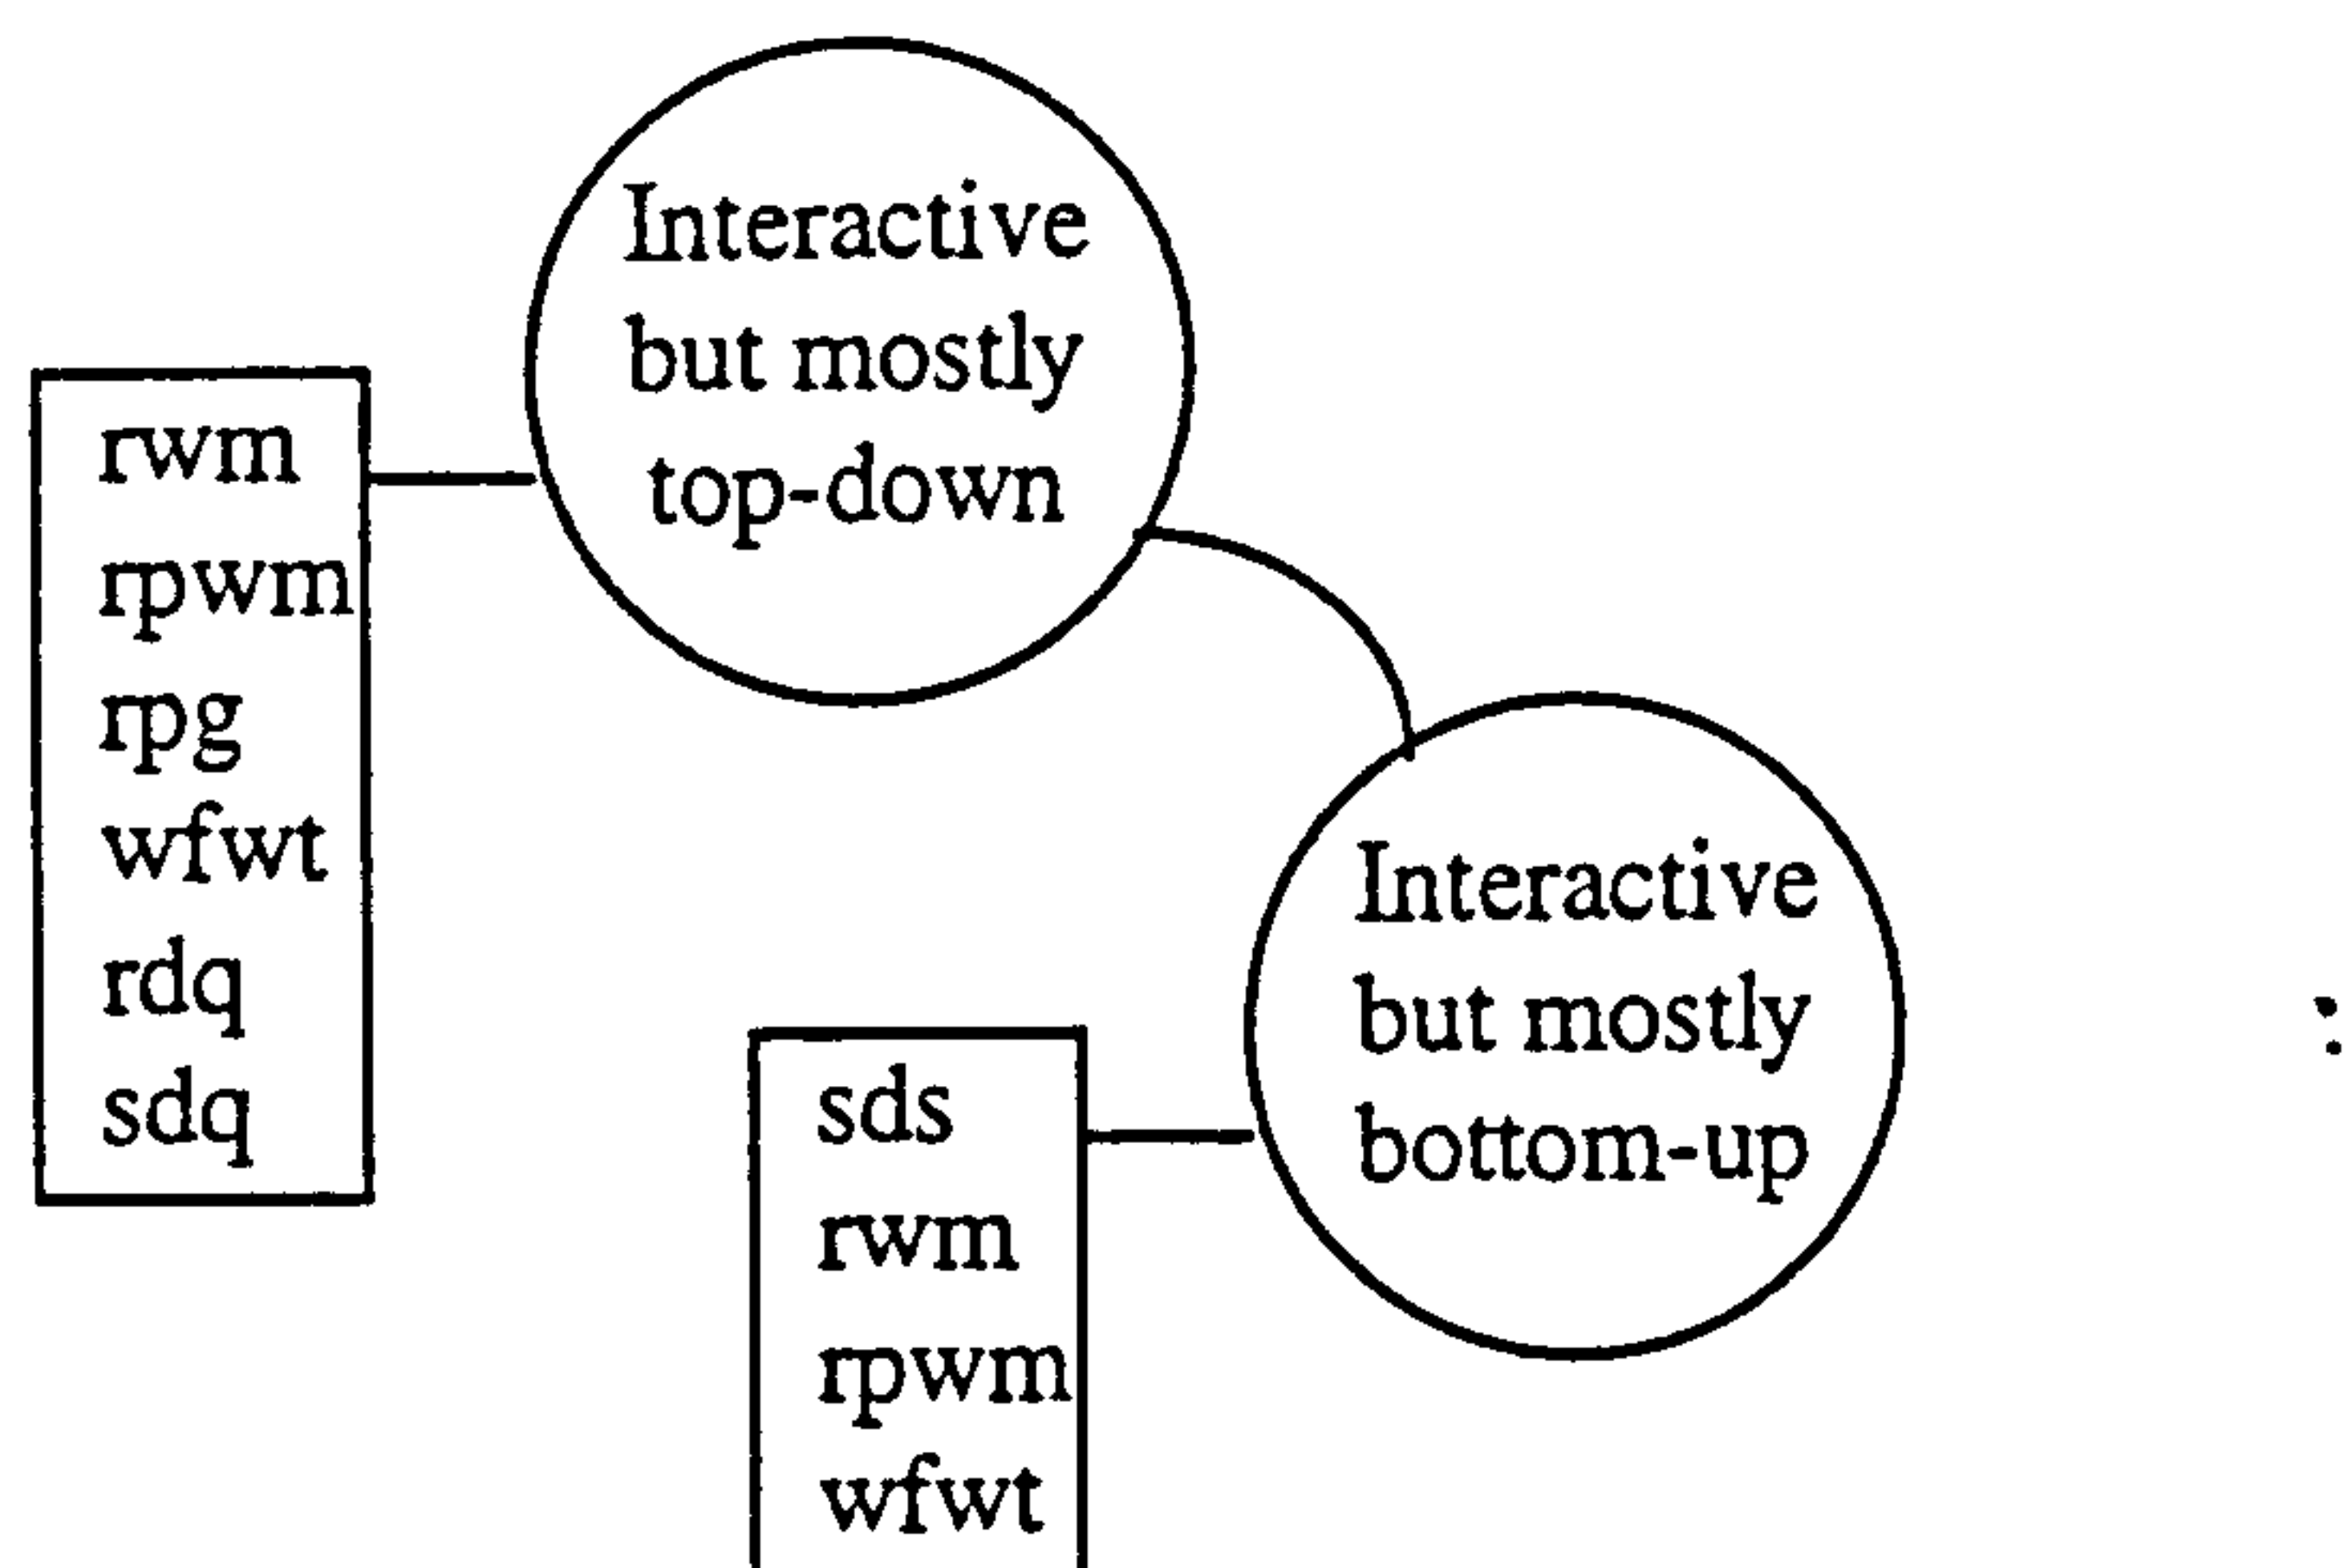 Interactive
but mostly
top-down
rwm
rpwm
rpg
wfwt
rdq
sdq
Interactive
but mostly
bottom-up
sds
rwm
rpwm
wfwt